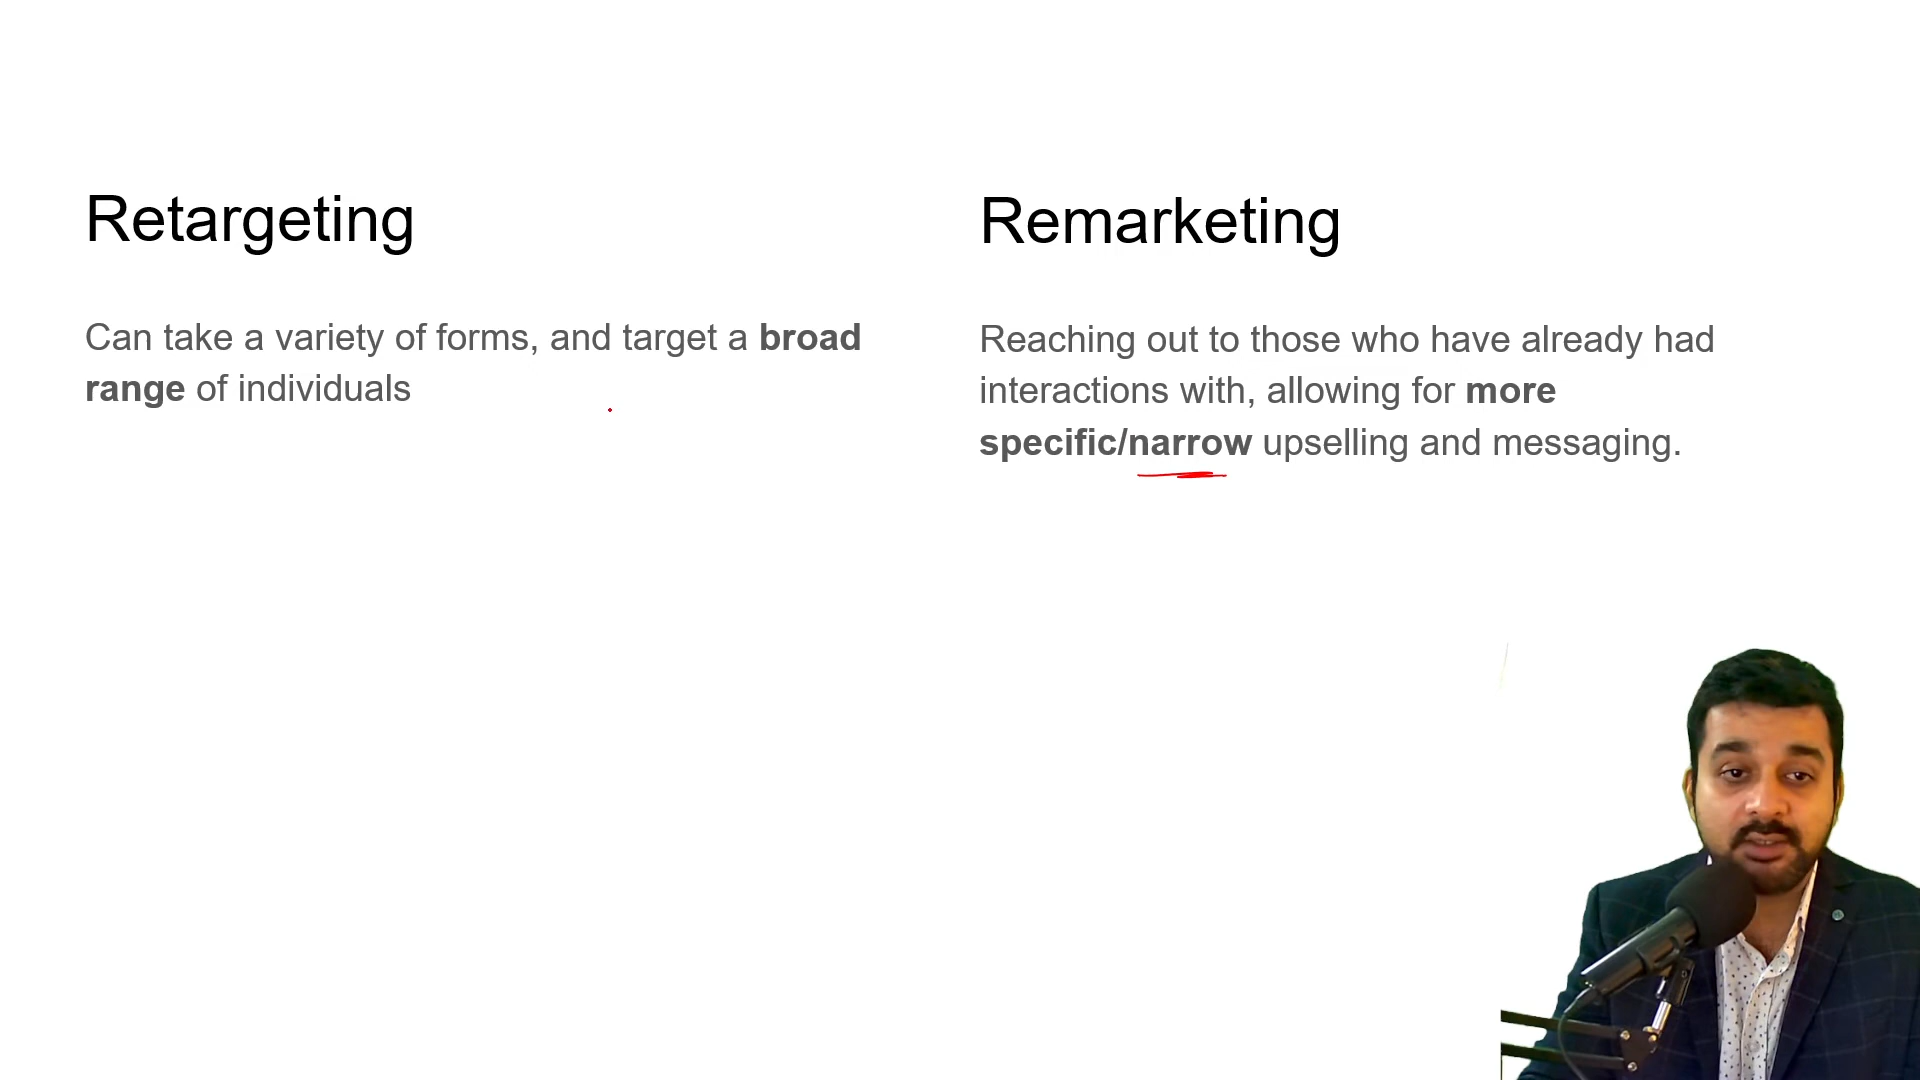 Retargeting
Can take a variety of forms, and target a broad
range of individuals
Remarketing
Reaching out to those who have already had
interactions with, allowing for more
specific/narrow upselling and messaging.